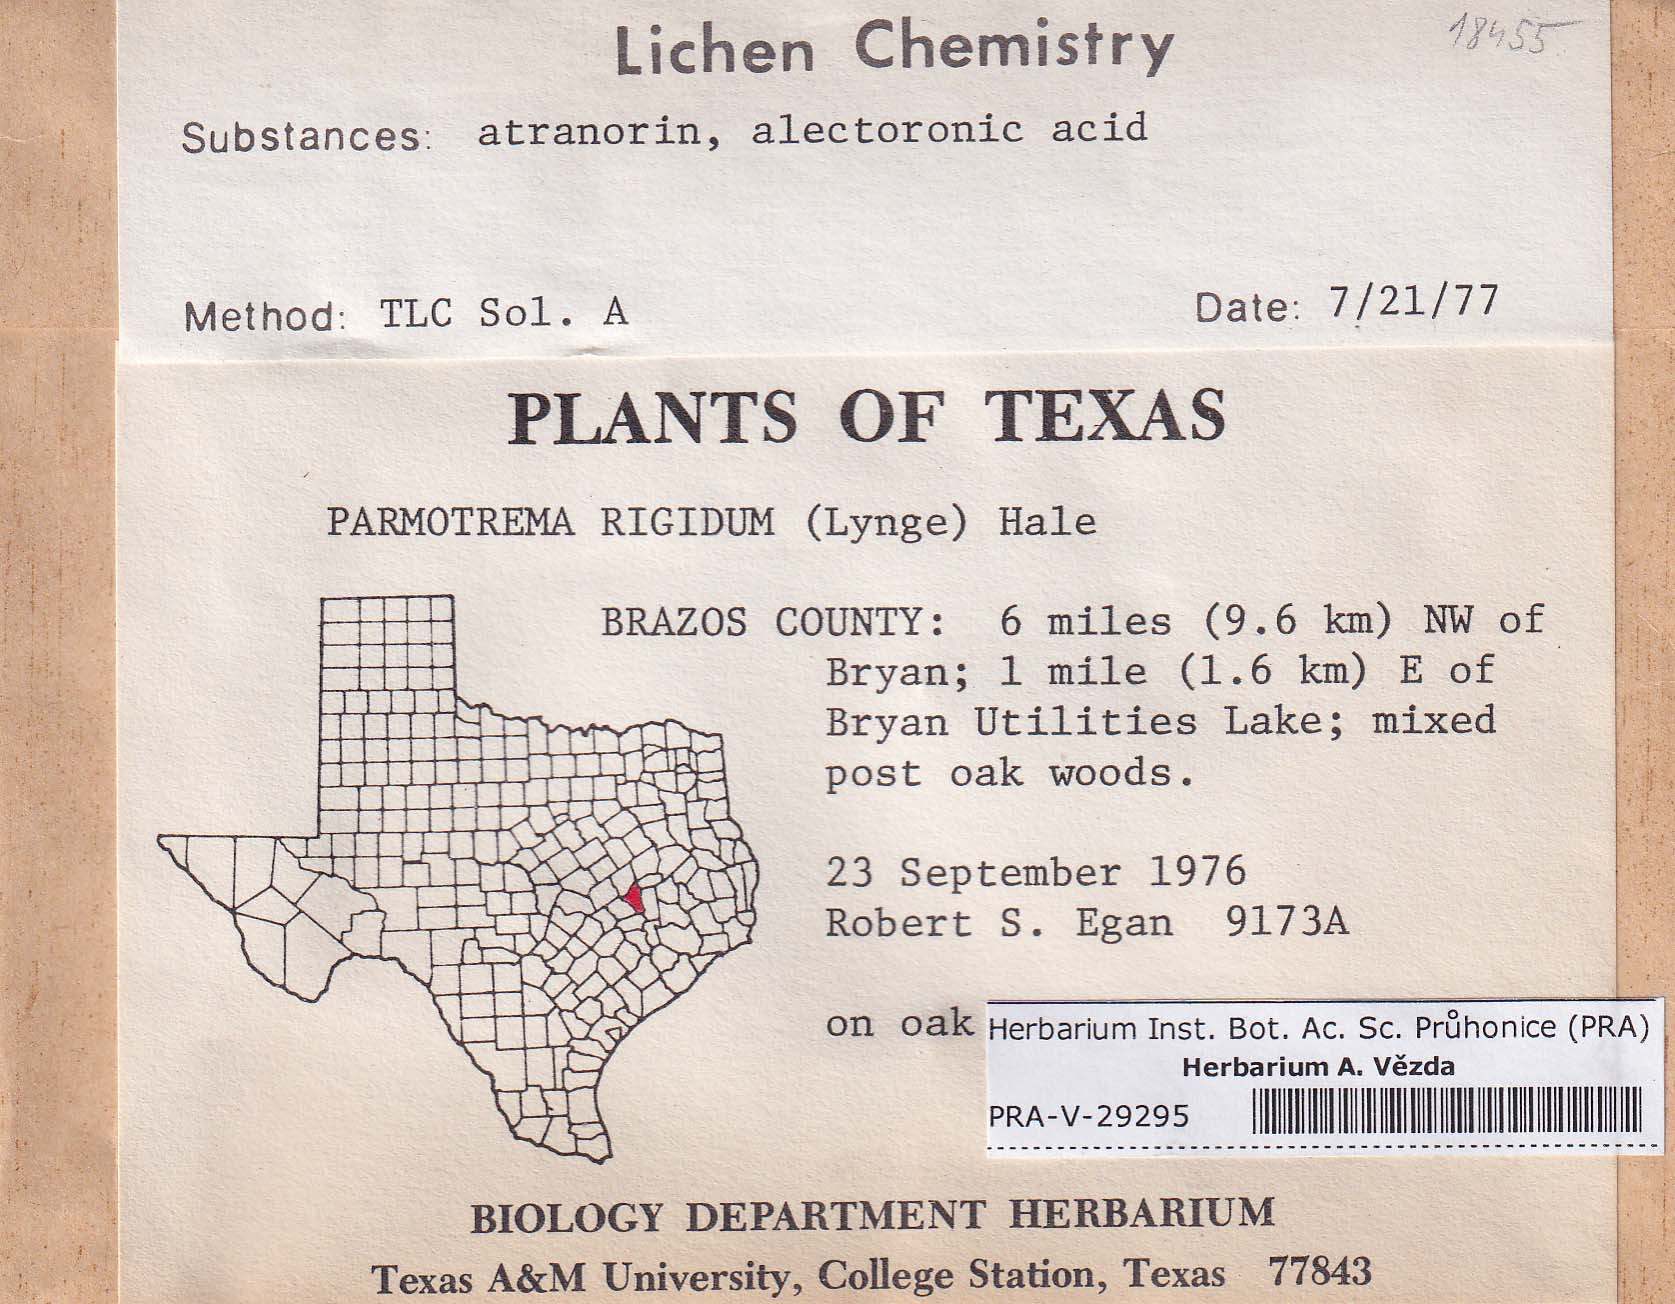 Lichen Chemistry
18455
Substances: atranorin, alectoronic acid
Method: TLC Sol. A
Date: 7/21/77
PLANTS OF TEXAS
PARMOTREMA RIGIDUM (Lynge) Hale
BRAZOS COUNTY: 6 miles (9.6 km) NW of
Bryan; 1 mile (1.6 km) E of
Bryan Utilities Lake; mixed
post oak woods.
23 September 1976
Robert S. Egan 9173A
on oak
Herbarium Inst. Bot. Ac. Sc. Průhonice (PRA)
Herbarium A. Vězda
PRA-V-29295
BIOLOGY DEPARTMENT HERBARIUM
Texas A&M University, College Station, Texas 77843